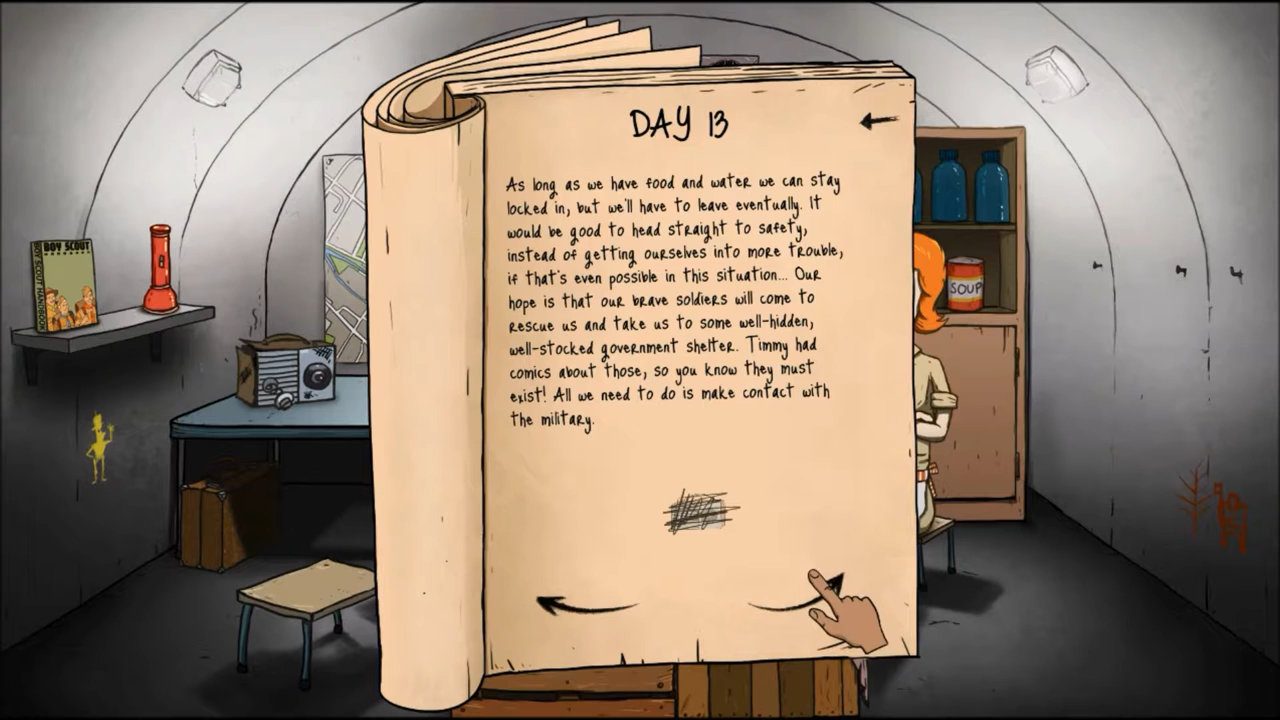 DAY 13
As long as we have food and water we can stay
locked in, but we'll have to leave eventually. It
would be good to head straight to safety,
instead of getting ourselves into more trouble,
if that's even possible in this situation... Our
hope is that our brave soldiers will come to
rescue us and take us to some well-hidden,
well-stocked government shelter. Timmy had
comics about those, so you know they must
exist! All we need to do is make contact with
the military.
BOY SCOUT
BOY SCOUT HANDBOOK
SOUP